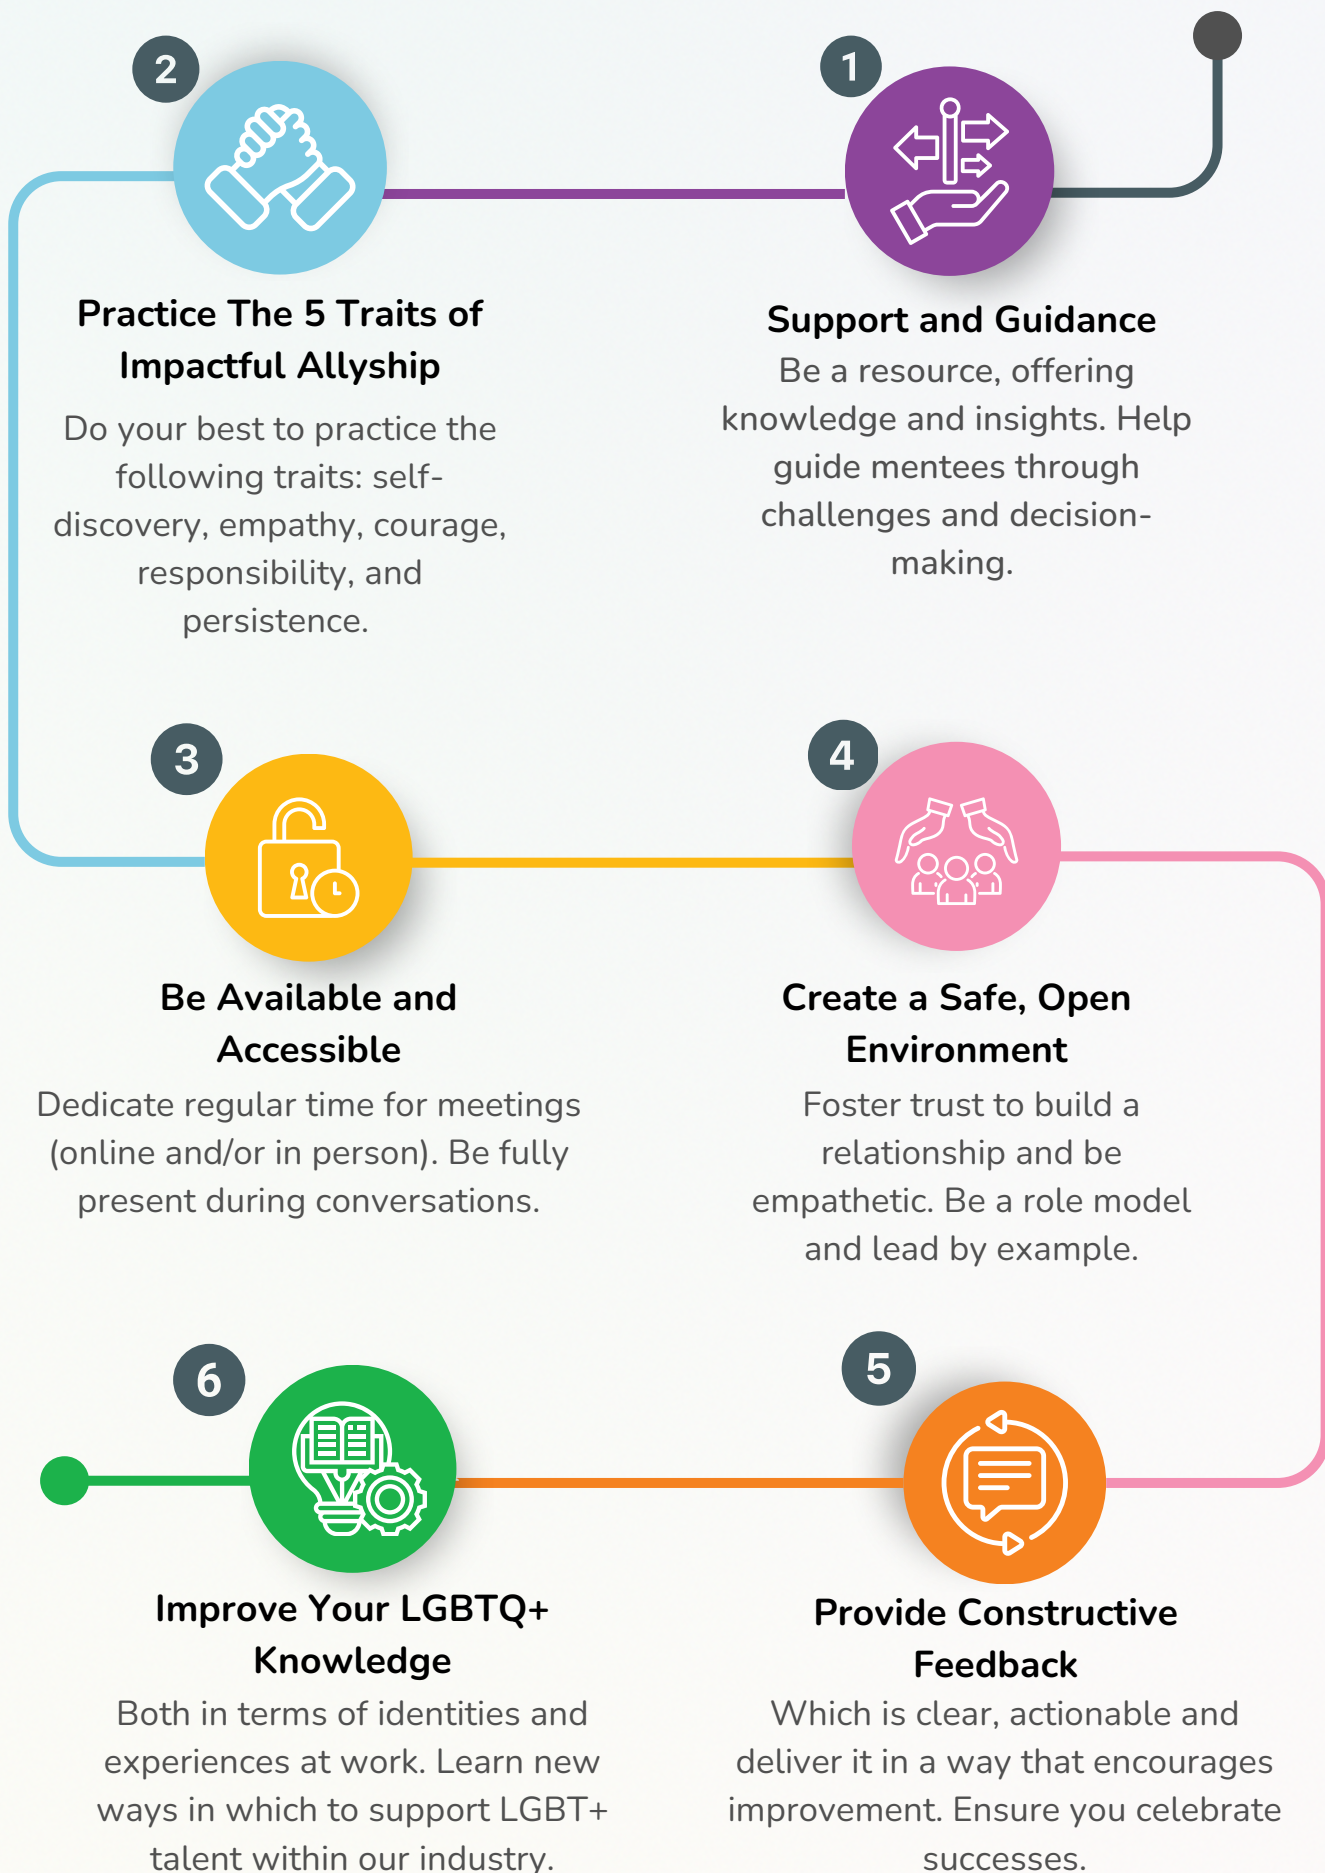 1
Support and Guidance
Be a resource, offering
knowledge and insights. Help
guide mentees through
challenges and decision-
making.
2
Practice The 5 Traits of
Impactful Allyship
Do your best to practice the
following traits: self-
discovery, empathy, courage,
responsibility, and
persistence.
3
Be Available and
Accessible
Dedicate regular time for meetings
(online and/or in person). Be fully
present during conversations.
4
Create a Safe, Open
Environment
Foster trust to build a
relationship and be
empathetic. Be a role model
and lead by example.
5
Provide Constructive
Feedback
Which is clear, actionable and
deliver it in a way that encourages
improvement. Ensure you celebrate
successes.
6
Improve Your LGBTQ+
Knowledge
Both in terms of identities and
experiences at work. Learn new
ways in which to support LGBT+
talent within our industry.